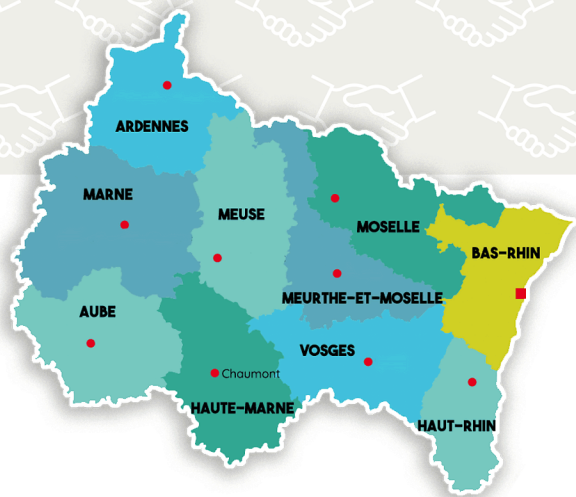 ARDENNES
MARNE
MEUSE
MOSELLE
BAS-RHIN
MEURTHE-ET-MOSELLE
AUBE
VOSGES
Chaumont
HAUTE-MARNE
HAUT-RHIN